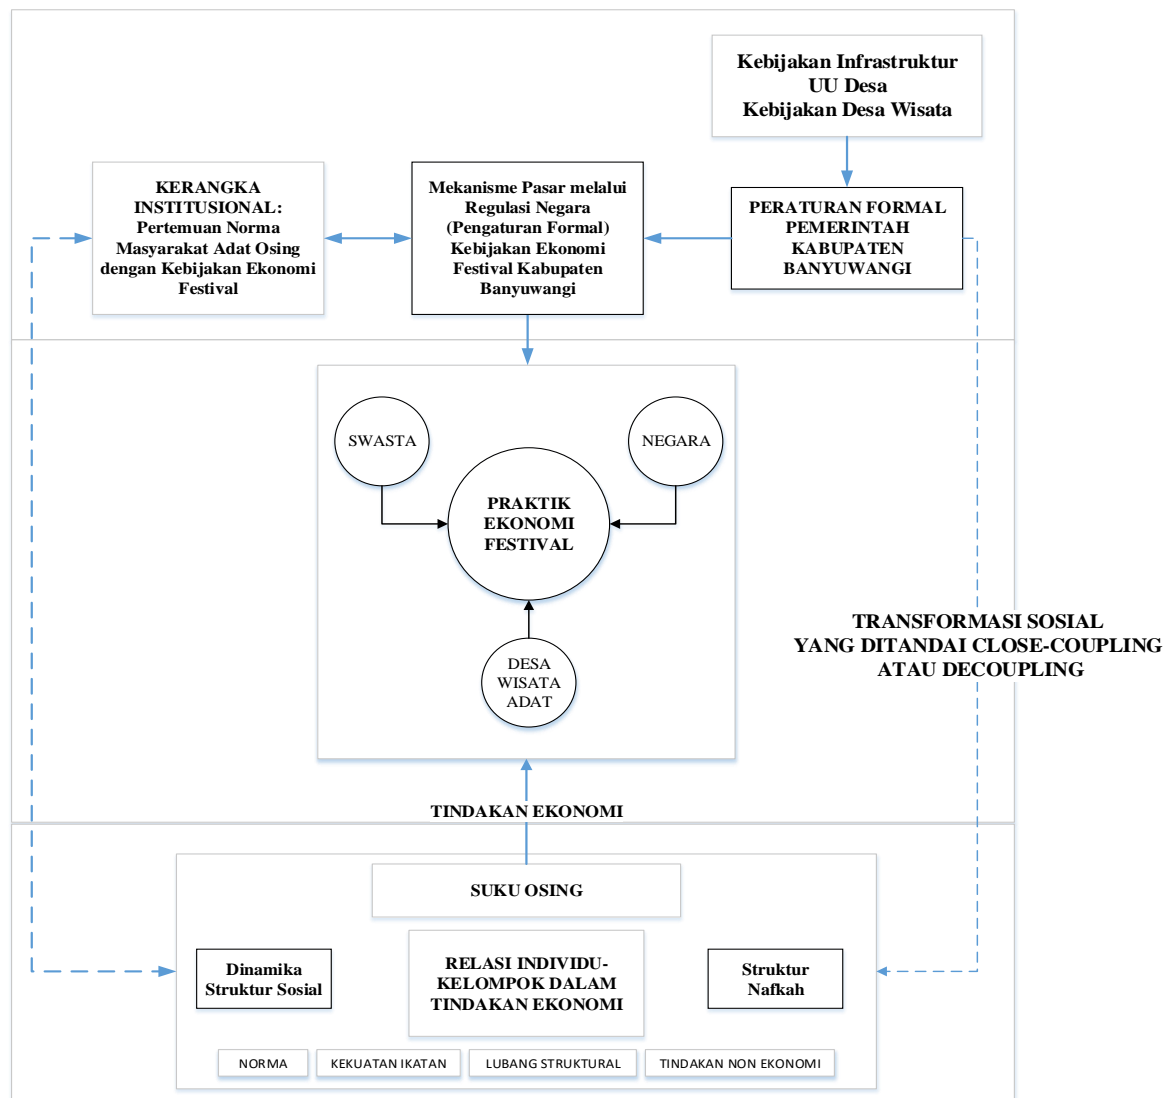 Kebijakan Infrastruktur
UU Desa
Kebijakan Desa Wisata
KERANGKA
INSTITUSIONAL:
Pertemuan Norma
Masyarakat Adat Osing
dengan Kebijakan Ekonomi
Festival
Mekanisme Pasar melalui
Regulasi Negara
(Pengaturan Formal)
Kebijakan Ekonomi
Festival Kabupaten
Banyuwangi
PERATURAN FORMAL
PEMERINTAH
KABUPATEN
BANYUWANGI
SWASTA
NEGARA
PRAKTIK
EKONOMI
FESTIVAL
DESA
WISATA
ADAT
TRANSFORMASI SOSIAL
YANG DITANDAI CLOSE-COUPLING
ATAU DECOUPLING
TINDAKAN EKONOMI
SUKU OSING
Dinamika
Struktur Sosial
RELASI INDIVIDU-
KELOMPOK DALAM
TINDAKAN EKONOMI
Struktur
Nafkah
NORMA
KEKUATAN IKATAN
LUBANG STRUKTURAL
TINDAKAN NON EKONOMI